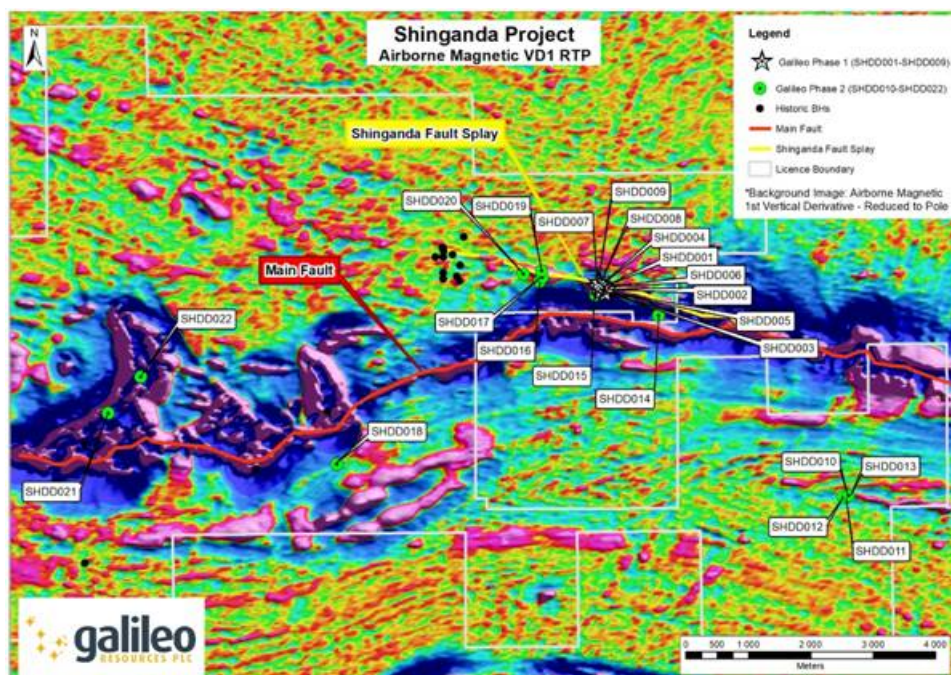 Shinganda Project
Airborne Magnetic VD1 RTP
N
Legend
Galileo Phase 1 (SHDD001-SHDD009)
Galileo Phase 2 (SHDD010-SHDD022)
Historic BHs
Main Fault
Shinganda Fault Splay
Licence Boundary
*Background Image: Airborne Magnetic
1st Vertical Derivative - Reduced to Pole
Shinganda Fault Splay
SHDD009
SHDD020
SHDD019
SHDD007
SHDD008
SHDD004
SHDD001
SHDD006
SHDD002
SHDD005
SHDD003
Main Fault
SHDD017
SHDD016
SHDD015
SHDD014
SHDD022
SHDD018
SHDD021
SHDD010
SHDD013
SHDD012
SHDD011
galileo
RESOURCES PLC
0 500 1 000 2 000 3 000 4 000
Meters